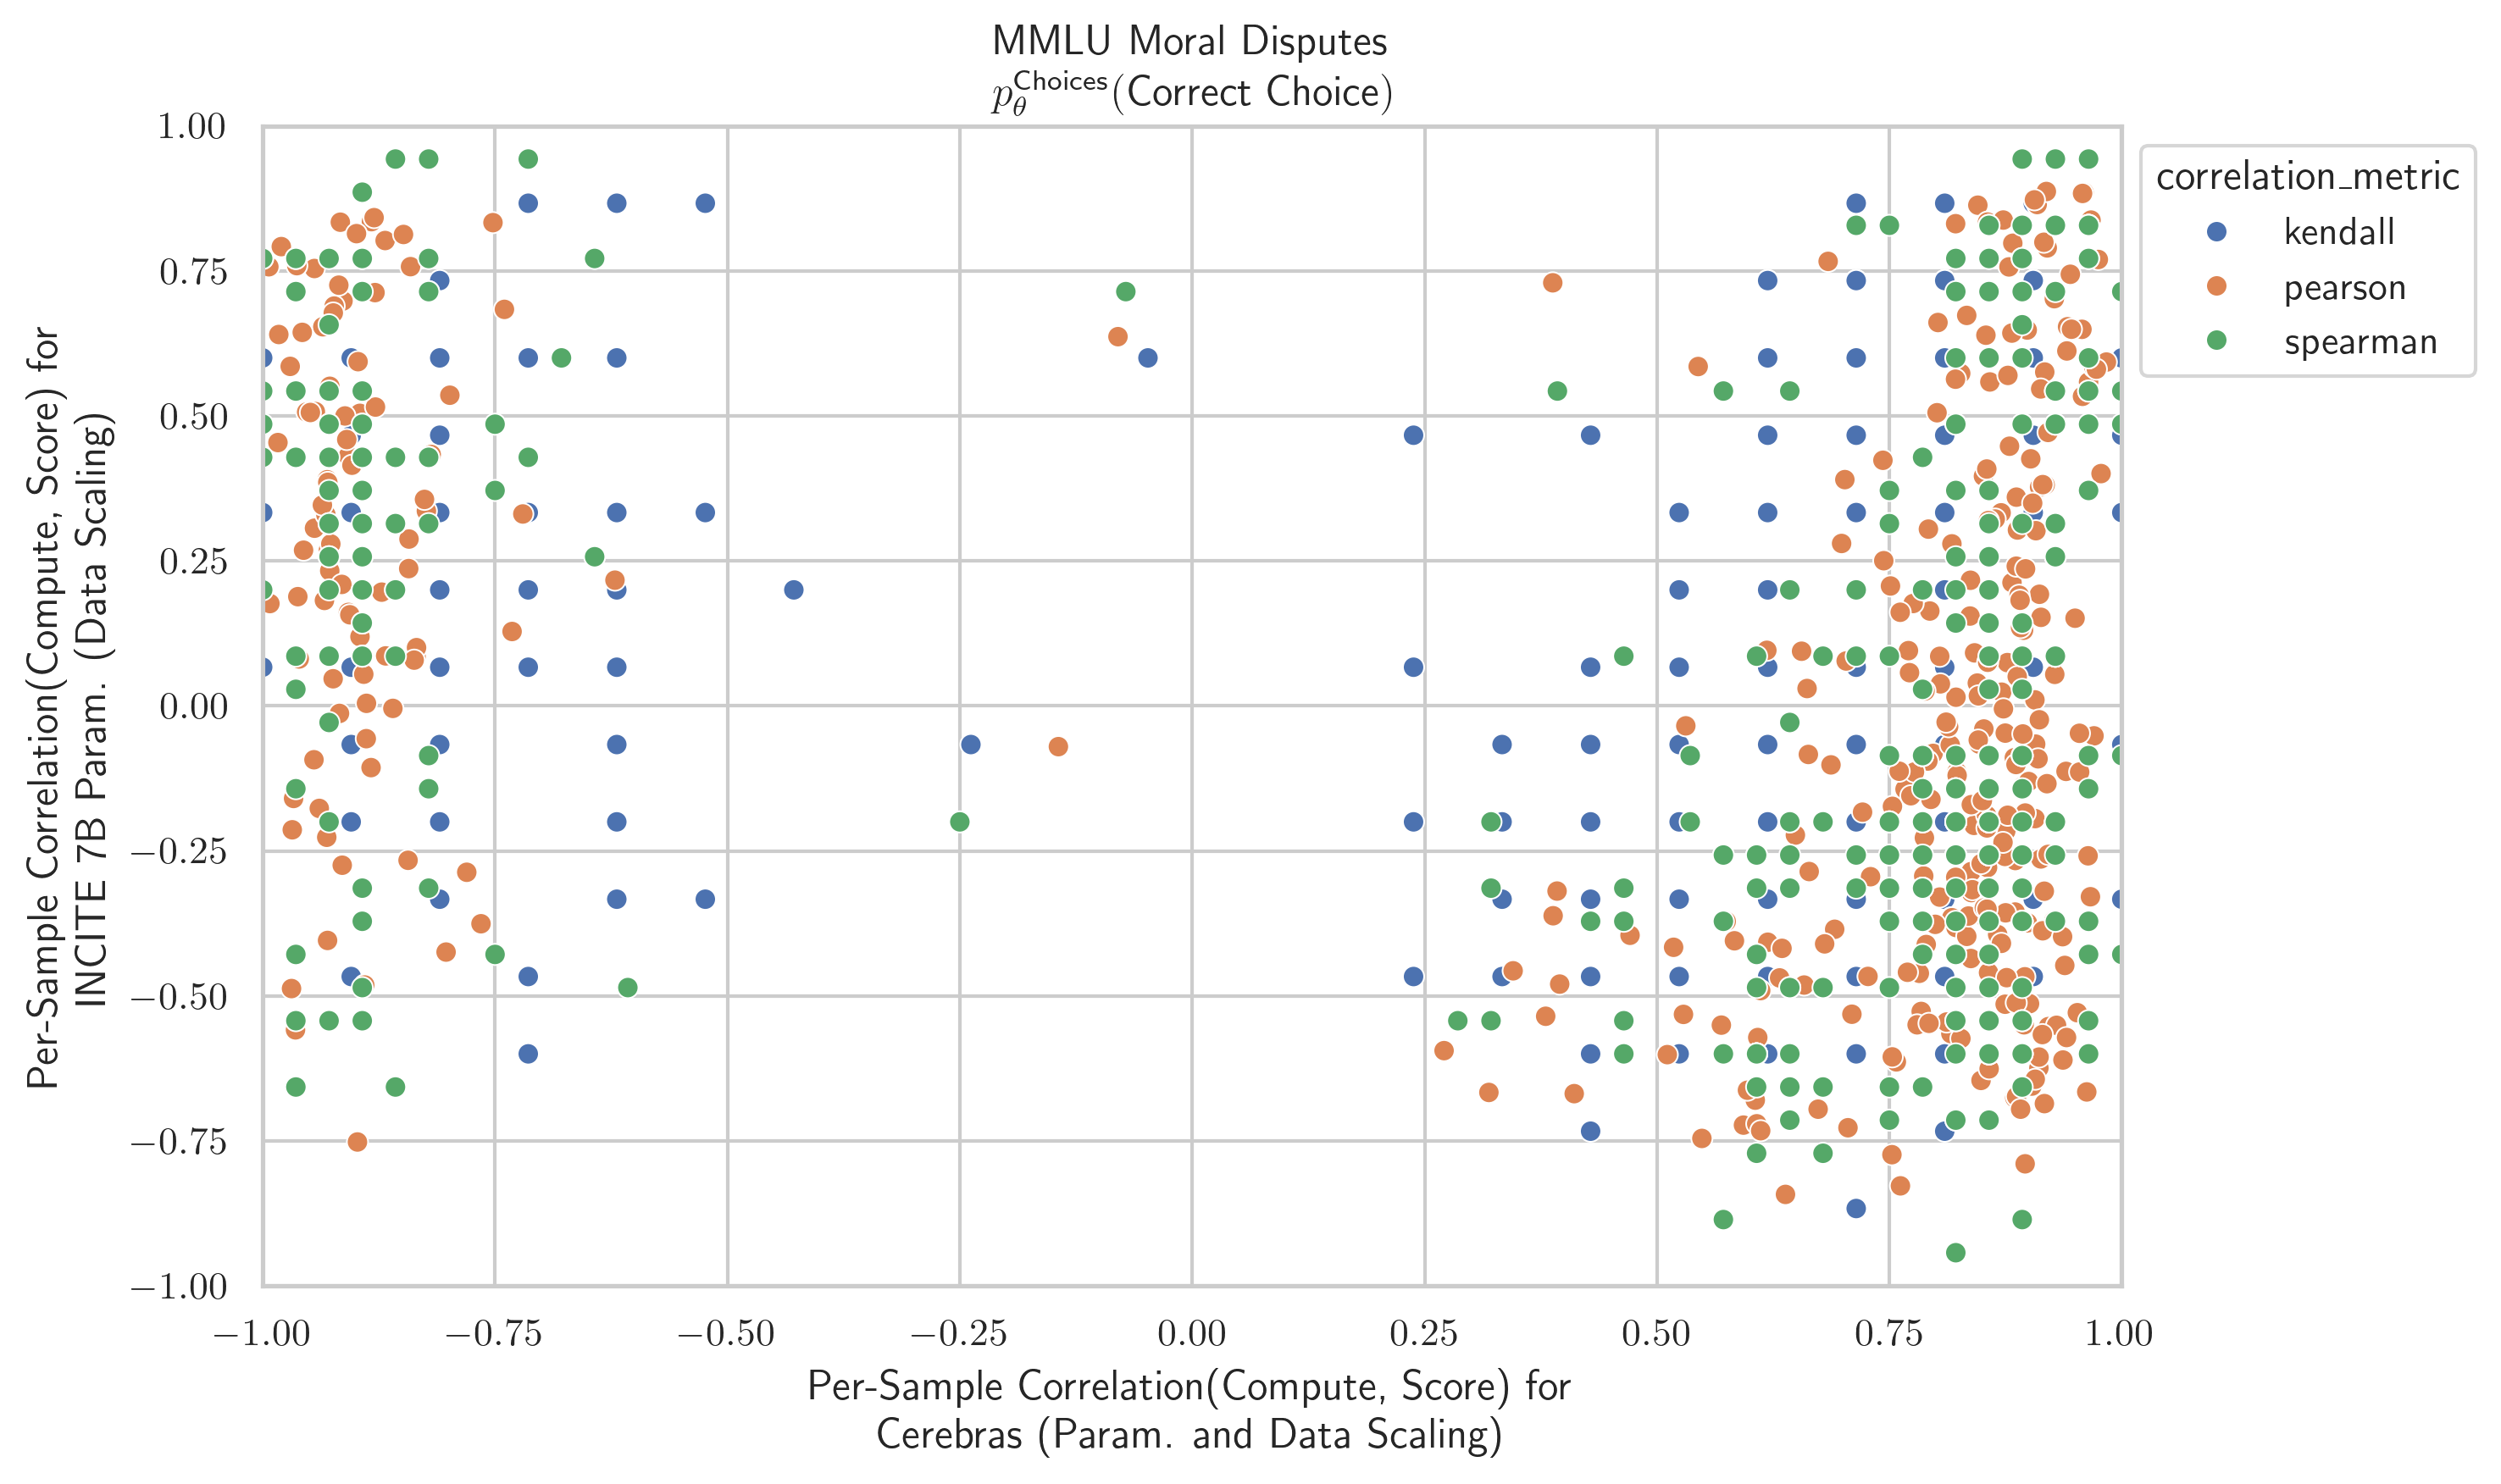 MMLU Moral Disputes
p_θ^Choices(Correct Choice)
1.00
0.75
0.50
0.25
0.00
−0.25
−0.50
−0.75
−1.00
Per-Sample Correlation(Compute, Score) for
INCITE 7B Param. (Data Scaling)
−1.00 −0.75 −0.50 −0.25 0.00 0.25 0.50 0.75 1.00
Per-Sample Correlation(Compute, Score) for
Cerebras (Param. and Data Scaling)
correlation_metric
kendall
pearson
spearman